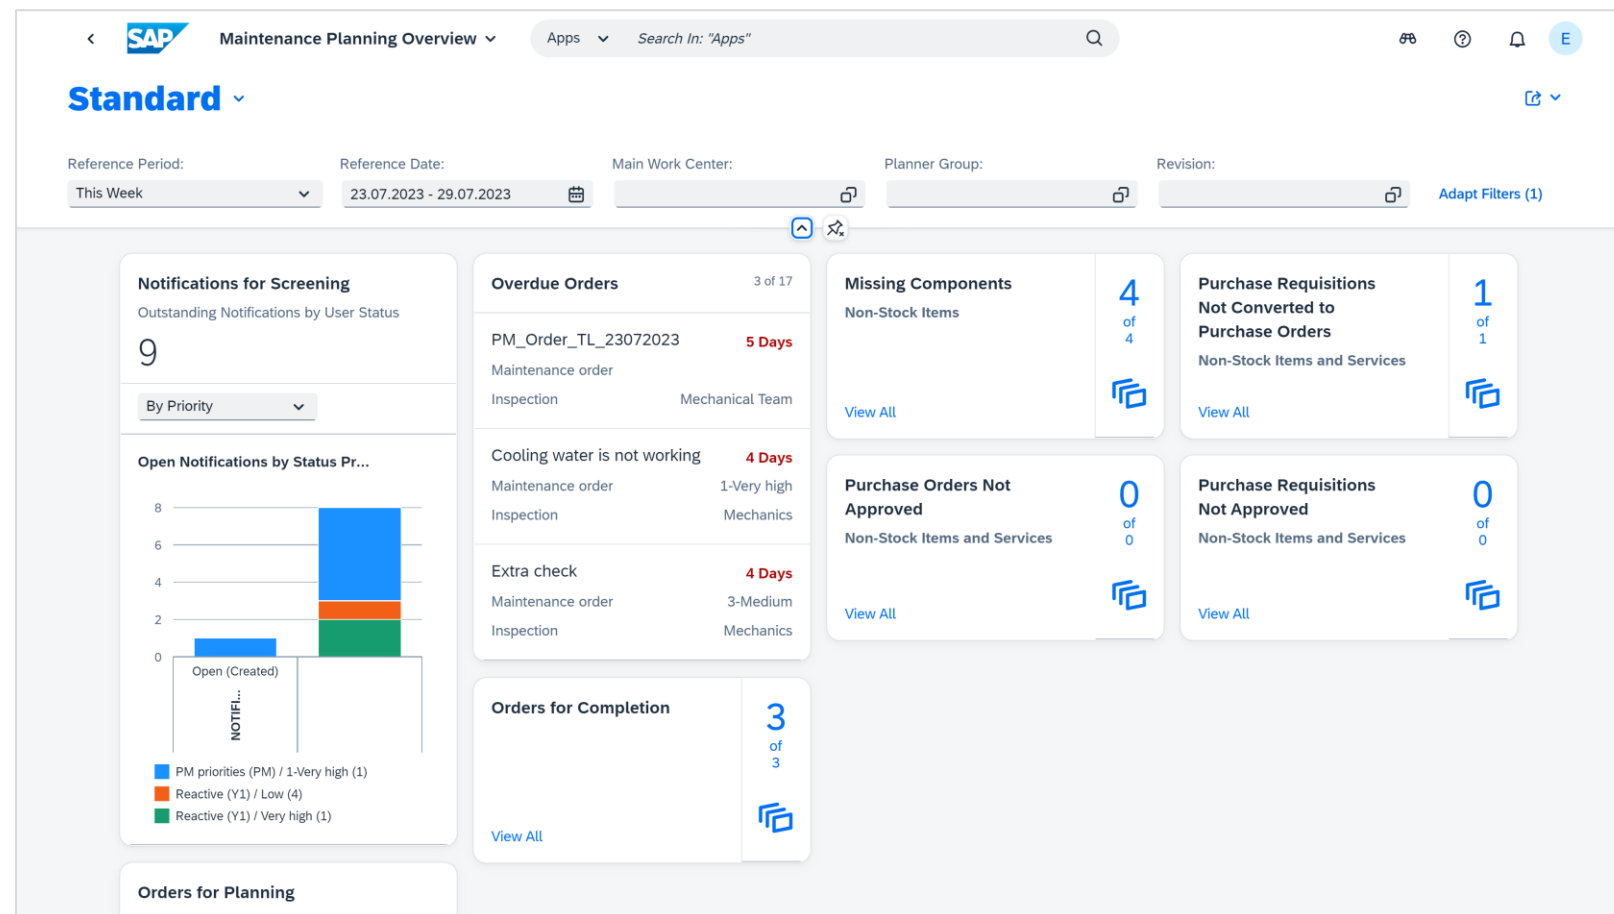 SAP
Maintenance Planning Overview
Apps
Search In: "Apps"
E
Standard
Reference Period:
Reference Date:
Main Work Center:
Planner Group:
Revision:
This Week
23.07.2023 - 29.07.2023
Adapt Filters (1)
Notifications for Screening
Outstanding Notifications by User Status
9
By Priority
Open Notifications by Status Pr...
8
6
4
2
0
Open (Created)
NOTIFI...
PM priorities (PM) / 1-Very high (1)
Reactive (Y1) / Low (4)
Reactive (Y1) / Very high (1)
Orders for Planning
Overdue Orders
3 of 17
PM_Order_TL_23072023
5 Days
Maintenance order
Inspection
Mechanical Team
Cooling water is not working
4 Days
Maintenance order
1-Very high
Inspection
Mechanics
Extra check
4 Days
Maintenance order
3-Medium
Inspection
Mechanics
Orders for Completion
3
of
3
View All
Missing Components
Non-Stock Items
4
of
4
View All
Purchase Orders Not
Approved
Non-Stock Items and Services
0
of
0
View All
Purchase Requisitions
Not Converted to
Purchase Orders
Non-Stock Items and Services
1
of
1
View All
Purchase Requisitions
Not Approved
Non-Stock Items and Services
0
of
0
View All